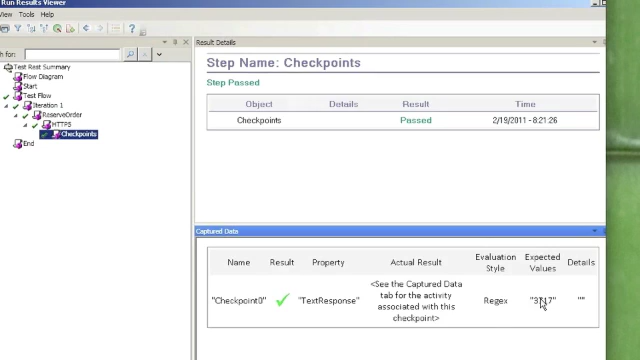 Run Results Viewer
View Tools Help
h for:
Test Rest Summary
Flow Diagram
Start
Test Flow
Iteration 1
ReserveOrder
HTTPS
Checkpoints
End
Result Details
Step Name: Checkpoints
Step Passed
Object Details Result Time
Checkpoints Passed 2/19/2011 - 8:21:26
Captured Data
Name Result Property Actual Result Evaluation Style Expected Values Details
"Checkpoint0" "TextResponse" <See the Captured Data tab for the activity associated with this checkpoint> Regex ""